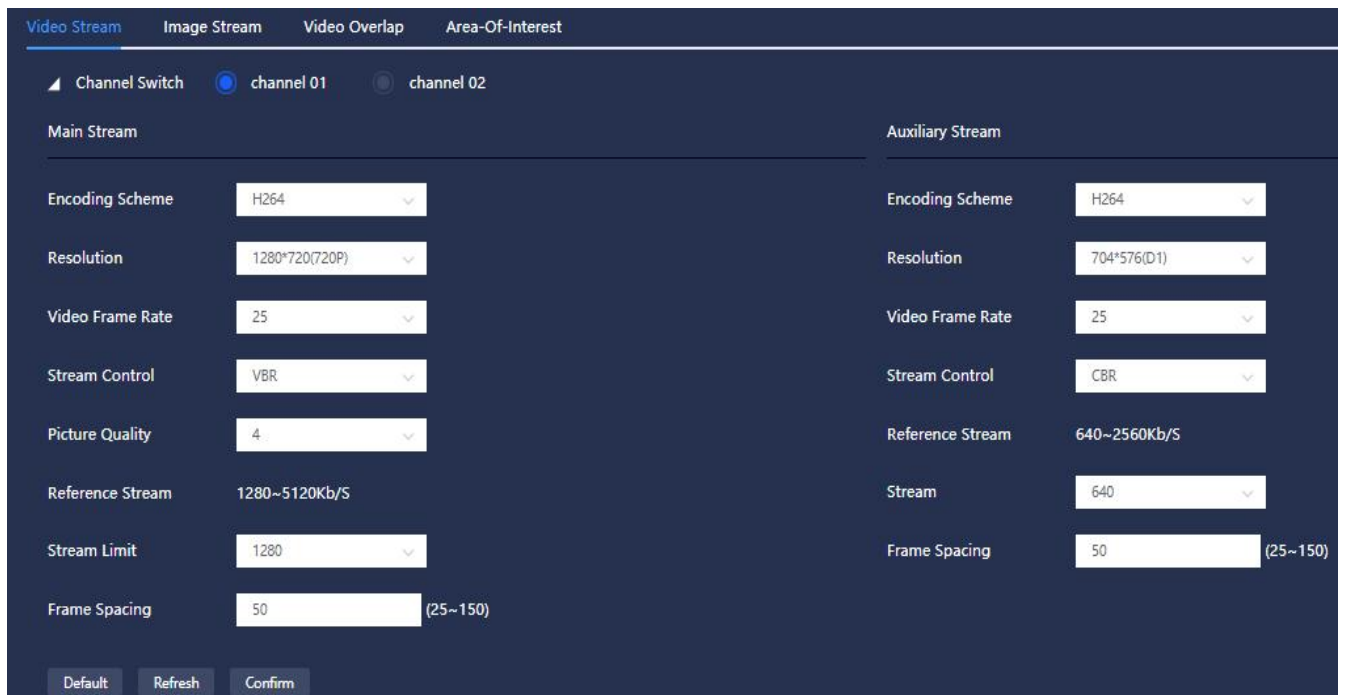 Video Stream Image Stream Video Overlap Area-Of-Interest
Channel Switch channel 01 channel 02
Main Stream
Encoding Scheme H264
Resolution 1280*720(720P)
Video Frame Rate 25
Stream Control VBR
Picture Quality 4
Reference Stream 1280~5120Kb/S
Stream Limit 1280
Frame Spacing 50 (25~150)
Auxiliary Stream
Encoding Scheme H264
Resolution 704*576(D1)
Video Frame Rate 25
Stream Control CBR
Reference Stream 640~2560Kb/S
Stream 640
Frame Spacing 50 (25~150)
Default Refresh Confirm